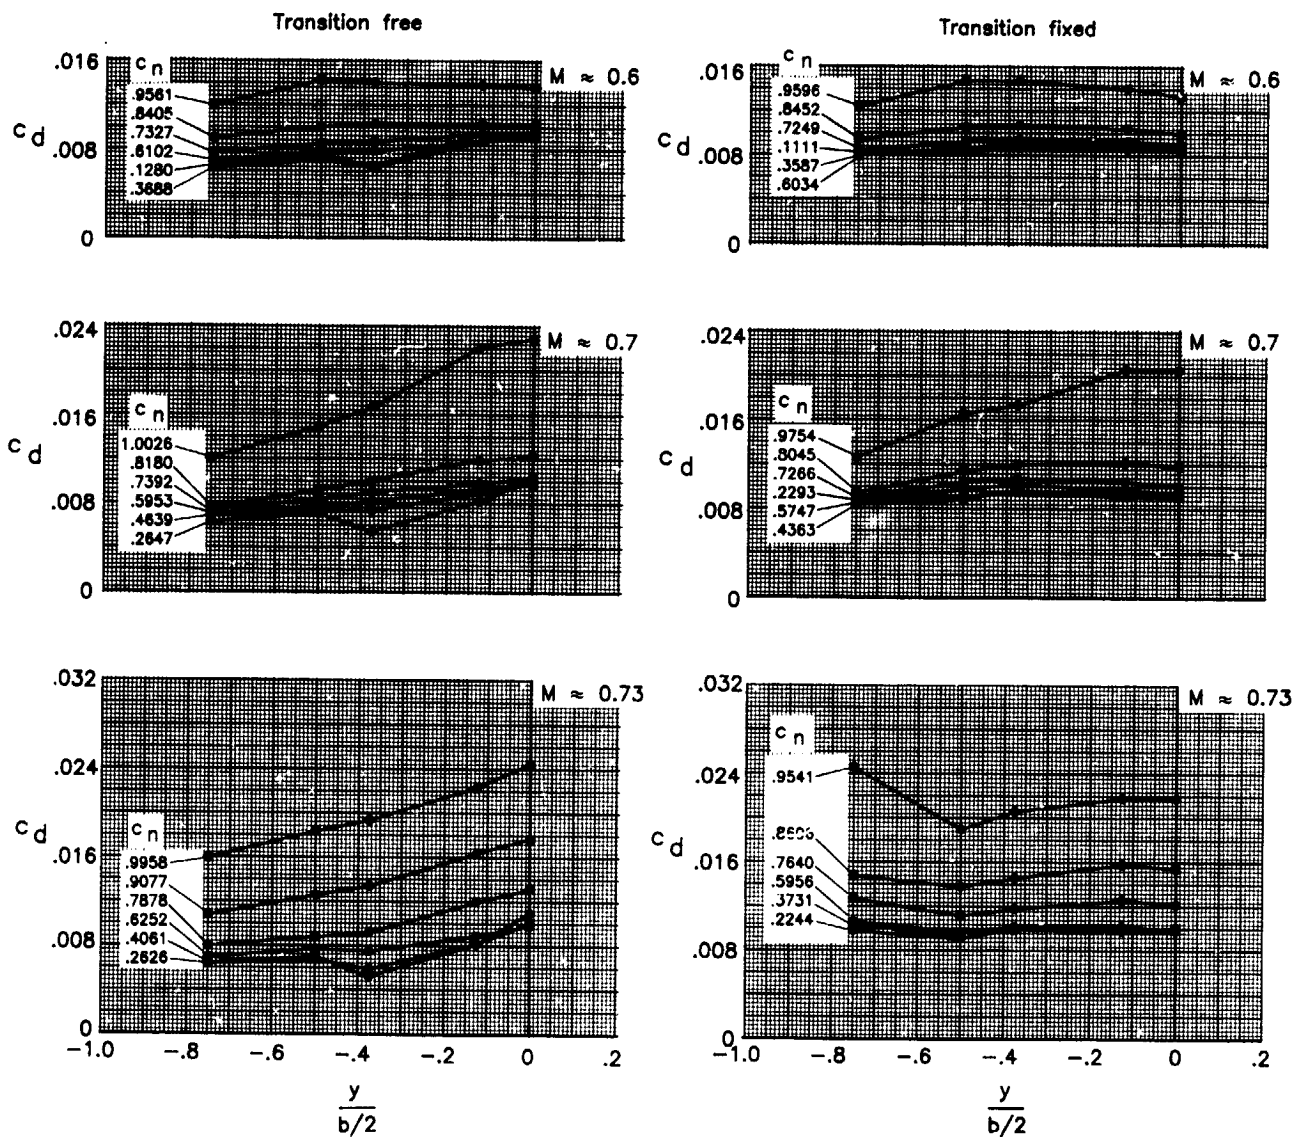 Transition free
Transition fixed
.016
c n
.9561
.8405
.7327
.6102
.1280
.3688
M ≈ 0.6
c d
.008
0
.016
c n
.9596
.8452
.7249
.1111
.3587
.6034
M ≈ 0.6
c d
.008
0
.024
M ≈ 0.7
.016
c n
1.0026
.8180
.7392
.5953
.4639
.2647
c d
.008
0
.024
M ≈ 0.7
c n
.016
.9754
.8045
.7266
.2293
.5747
.4363
c d
.008
0
.032
M ≈ 0.73
.024
c d
c n
.016
.9958
.9077
.7878
.6252
.4061
.2626
.008
0
−1.0 −.8 −.6 −.4 −.2 0 .2
y
b/2
.032
M ≈ 0.73
c n
.024
.9541
c d
.016
.7640
.5956
.3731
.2244
.008
0
−1.0 −.8 −.6 −.4 −.2 0 .2
y
b/2